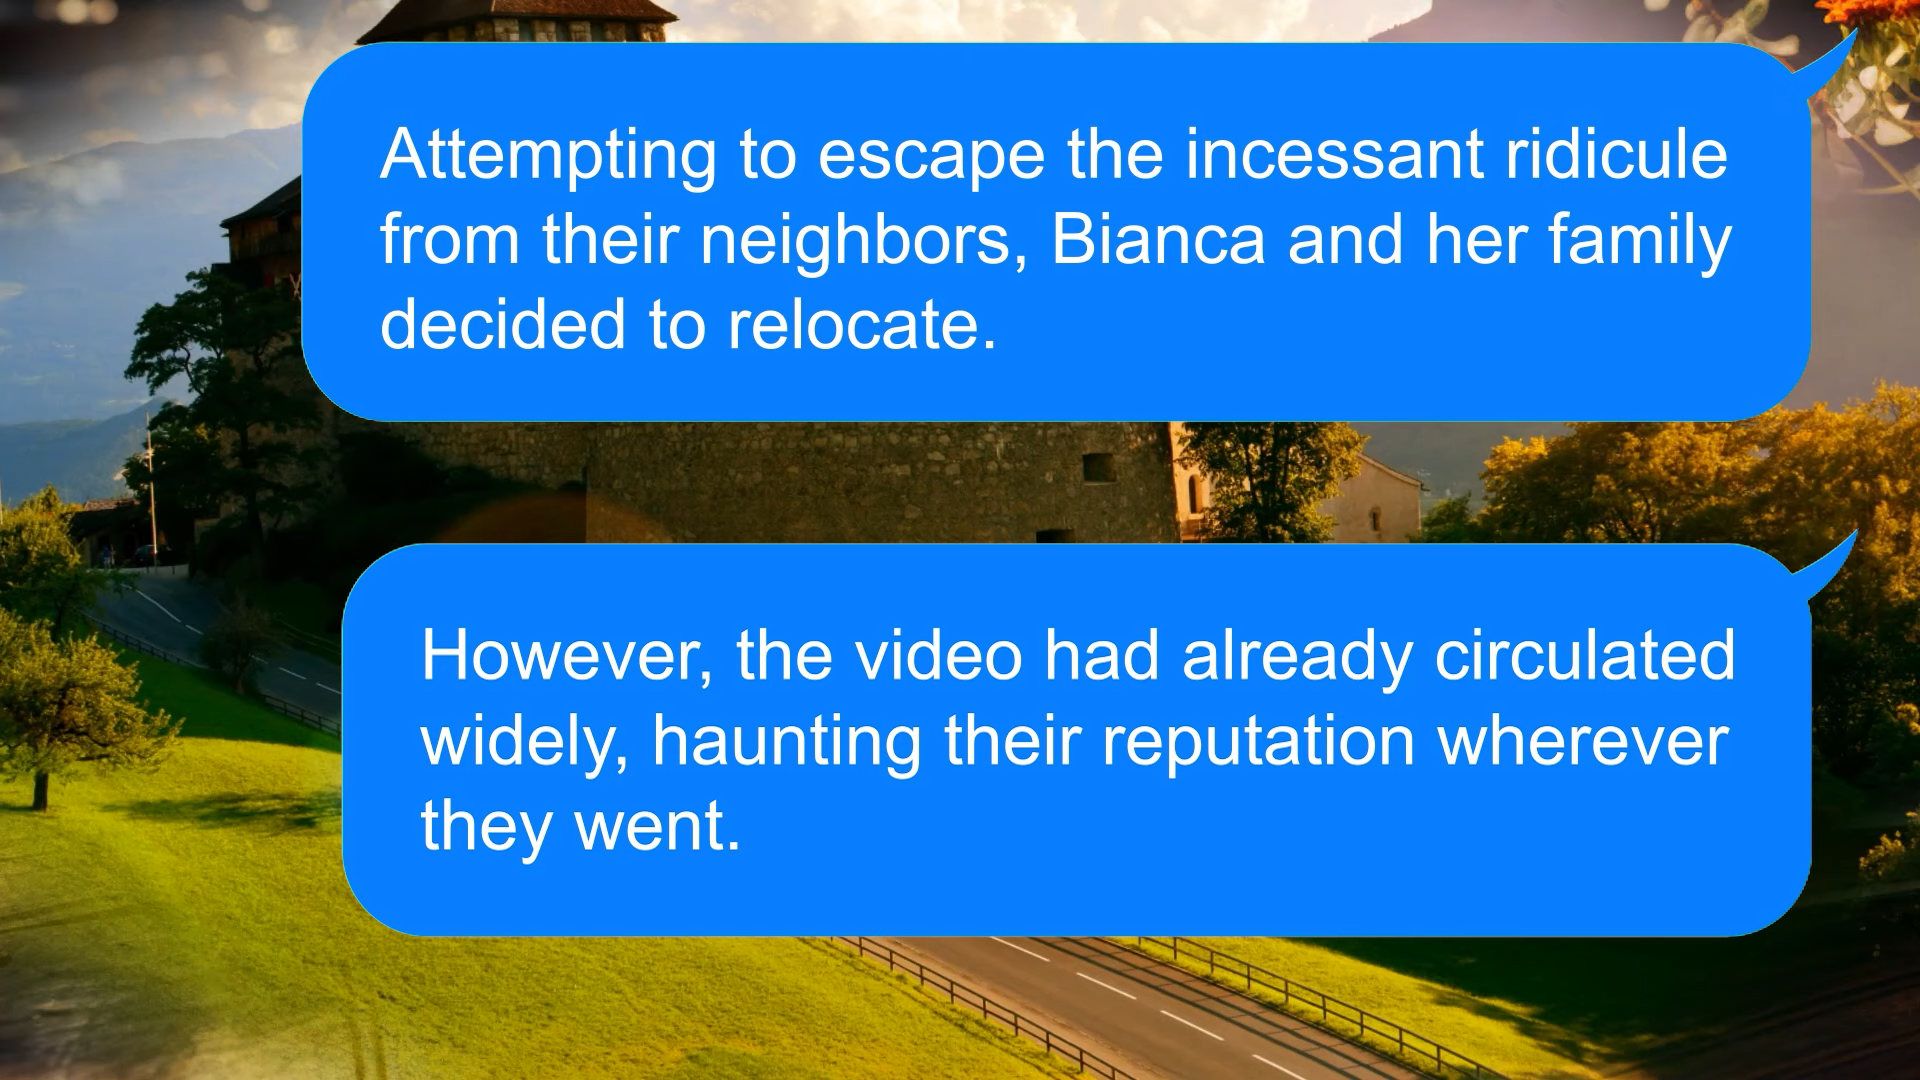 Attempting to escape the incessant ridicule
from their neighbors, Bianca and her family
decided to relocate.
However, the video had already circulated
widely, haunting their reputation wherever
they went.